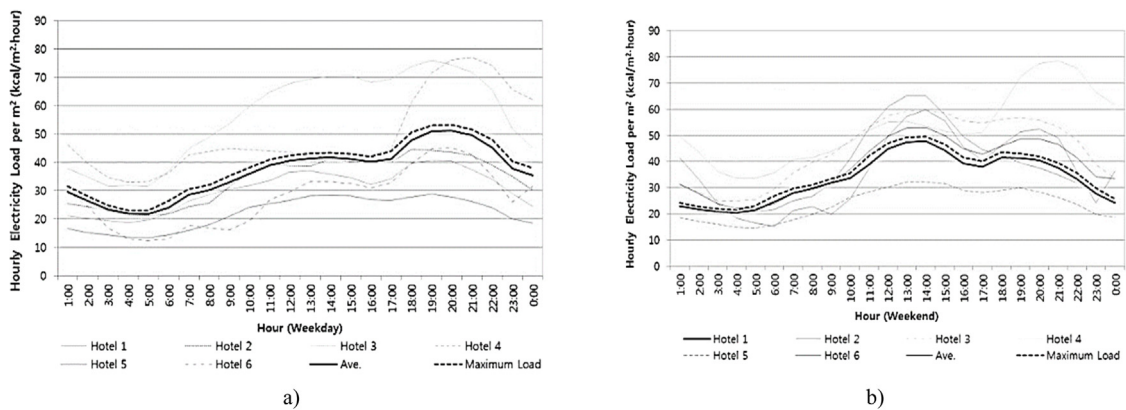 Hourly Electricity Load per m² (kcal/m²·hour)
90
80
70
60
50
40
30
20
10
0
1:00 2:00 3:00 4:00 5:00 6:00 7:00 8:00 9:00 10:00 11:00 12:00 13:00 14:00 15:00 16:00 17:00 18:00 19:00 20:00 21:00 22:00 23:00 0:00
Hour (Weekday)
Hotel 1 Hotel 2 Hotel 3 Hotel 4
Hotel 5 Hotel 6 Ave. Maximum Load
a)
Hourly Electricity Load per m² (kcal/m²·hour)
90
80
70
60
50
40
30
20
10
0
1:00 2:00 3:00 4:00 5:00 6:00 7:00 8:00 9:00 10:00 11:00 12:00 13:00 14:00 15:00 16:00 17:00 18:00 19:00 20:00 21:00 22:00 23:00 0:00
Hour (Weekend)
Hotel 1 Hotel 2 Hotel 3 Hotel 4
Hotel 5 Hotel 6 Ave. Maximum Load
b)